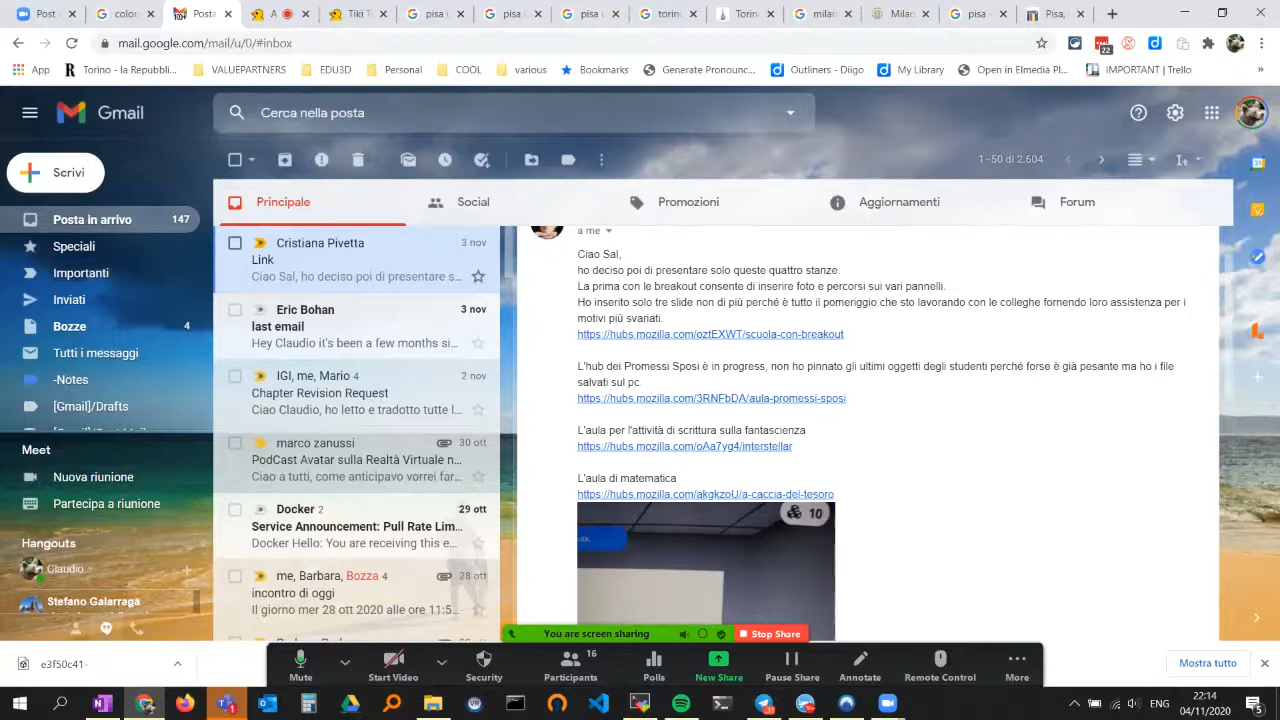 Posta
color
Posta
A
Tiki T
pisa
pisa G
pisa
torin
Torin
milan
Milan
pisa
Pisa,
mail.google.com/mail/u/0/#inbox
22
App
Torino - la Repubbli...
VALUEPARTNERS
EDU3D
Personal
COOL
various
Bookmarks
Generate Pronounc...
Outliners - Diigo
My Library
Open in Elmedia Pl...
IMPORTANT | Trello
»
Gmail
Cerca nella posta
Scrivi
1–50 di 2.604
Principale
Social
Promozioni
Aggiornamenti
Forum
Posta in arrivo 147
Speciali
Importanti
Inviati
Bozze 4
Tutti i messaggi
-Notes
[Gmail]/Drafts
Meet
Nuova riunione
Partecipa a riunione
Hangouts
Claudio
Stefano Galarraga
Cristiana Pivetta 3 nov
Link
Ciao Sal, ho deciso poi di presentare s...
Eric Bohan 3 nov
last email
Hey Claudio it's been a few months si...
IGI, me, Mario 4 2 nov
Chapter Revision Request
Ciao Claudio, ho letto e tradotto tutte l...
marco zanussi 30 ott
PodCast Avatar sulla Realtà Virtuale n...
Ciao a tutti, come anticipavo vorrei far...
Docker 2 29 ott
Service Announcement: Pull Rate Lim...
Docker Hello: You are receiving this e...
me, Barbara, Bozza 4 28 ott
incontro di oggi
Il giorno mer 28 ott 2020 alle ore 11:5...
a me
Ciao Sal,
ho deciso poi di presentare solo queste quattro stanze.
La prima con le breakout consente di inserire foto e percorsi sui vari pannelli.
Ho inserito solo tre slide non di più perché è tutto il pomeriggio che sto lavorando con le colleghe fornendo loro assistenza per i
motivi più svariati.
https://hubs.mozilla.com/oztEXWT/scuola-con-breakout
L'hub dei Promessi Sposi è in progress, non ho pinnato gli ultimi oggetti degli studenti perché forse è già pesante ma ho i file
salvati sul pc.
https://hubs.mozilla.com/3RNFbDA/aula-promessi-sposi
L'aula per l'attività di scrittura sulla fantascienza
https://hubs.mozilla.com/oAa7yg4/interstellar
L'aula di matematica
https://hubs.mozilla.com/akgkzoU/a-caccia-del-tesoro
10
You are screen sharing
Stop Share
e3f50c41-
Mute
Start Video
Security
16
Participants
Polls
New Share
Pause Share
Annotate
Remote Control
More
Mostra tutto
ENG
22:14
04/11/2020